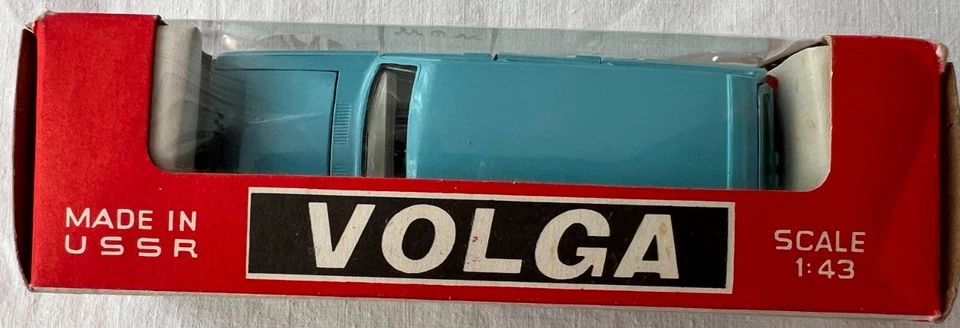 MADE IN
USSR
VOLGA
SCALE
1:43